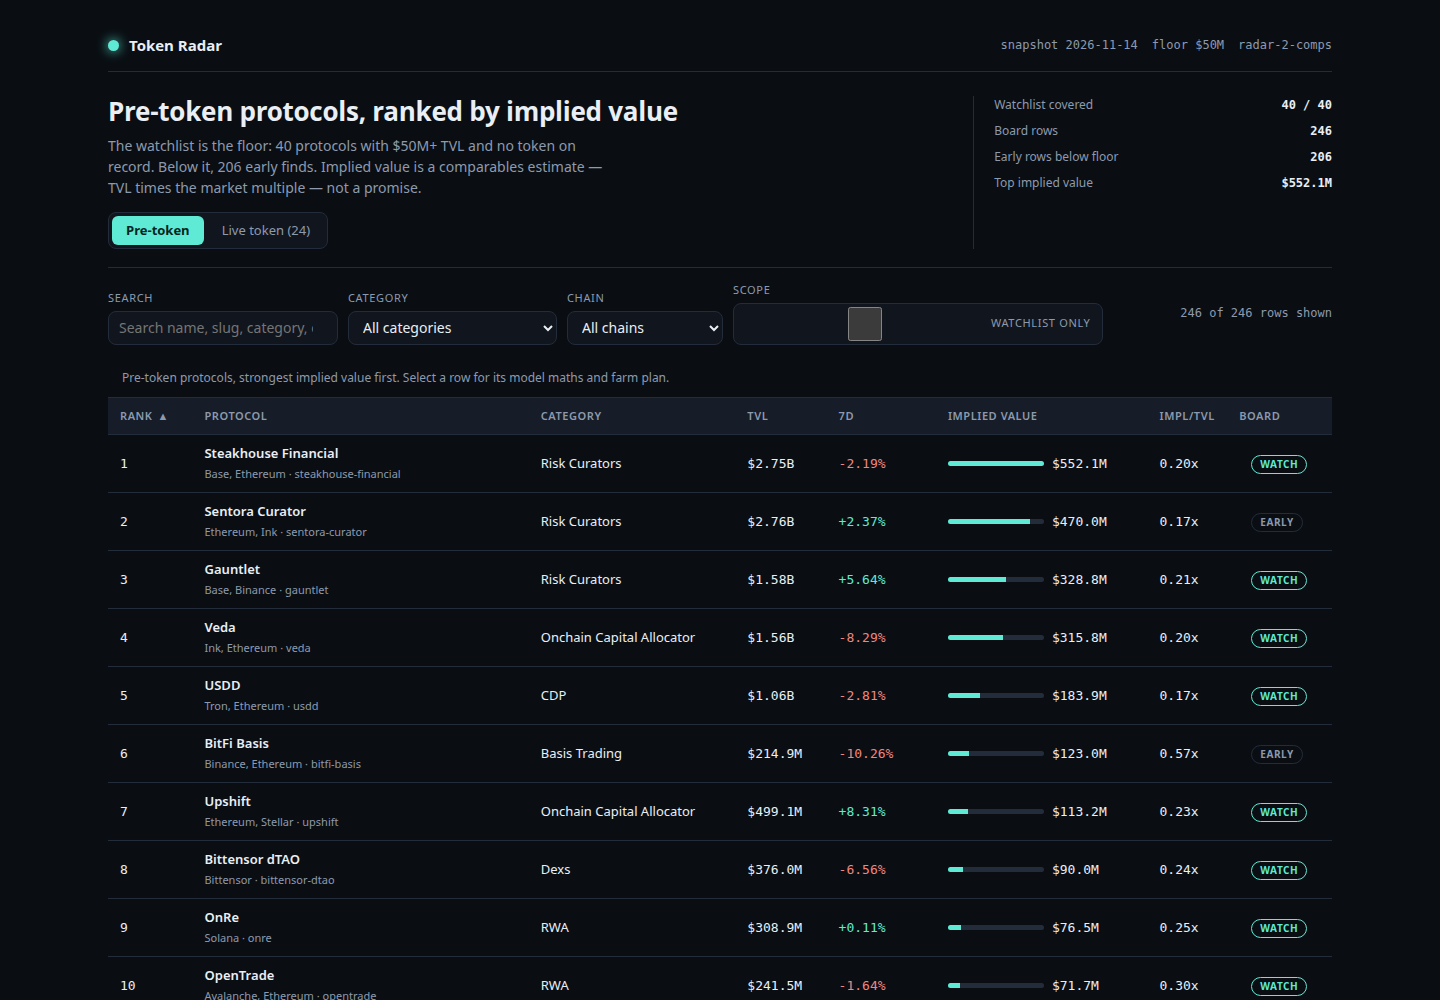 Token Radar
snapshot 2026-11-14 floor $50M radar-2-comps
Pre-token protocols, ranked by implied value
The watchlist is the floor: 40 protocols with $50M+ TVL and no token on
record. Below it, 206 early finds. Implied value is a comparables estimate —
TVL times the market multiple — not a promise.
Pre-token Live token (24)
Watchlist covered 40 / 40
Board rows 246
Early rows below floor 206
Top implied value $552.1M
SEARCH CATEGORY CHAIN SCOPE
Search name, slug, category, All categories All chains WATCHLIST ONLY
246 of 246 rows shown
Pre-token protocols, strongest implied value first. Select a row for its model maths and farm plan.
RANK ▲ PROTOCOL CATEGORY TVL 7D IMPLIED VALUE IMPL/TVL BOARD
1 Steakhouse Financial Risk Curators $2.75B -2.19% $552.1M 0.20x WATCH
Base, Ethereum · steakhouse-financial
2 Sentora Curator Risk Curators $2.76B +2.37% $470.0M 0.17x EARLY
Ethereum, Ink · sentora-curator
3 Gauntlet Risk Curators $1.58B +5.64% $328.8M 0.21x WATCH
Base, Binance · gauntlet
4 Veda Onchain Capital Allocator $1.56B -8.29% $315.8M 0.20x WATCH
Ink, Ethereum · veda
5 USDD CDP $1.06B -2.81% $183.9M 0.17x WATCH
Tron, Ethereum · usdd
6 BitFi Basis Basis Trading $214.9M -10.26% $123.0M 0.57x EARLY
Binance, Ethereum · bitfi-basis
7 Upshift Onchain Capital Allocator $499.1M +8.31% $113.2M 0.23x WATCH
Ethereum, Stellar · upshift
8 Bittensor dTAO Dexs $376.0M -6.56% $90.0M 0.24x WATCH
Bittensor · bittensor-dtao
9 OnRe RWA $308.9M +0.11% $76.5M 0.25x WATCH
Solana · onre
10 OpenTrade RWA $241.5M -1.64% $71.7M 0.30x WATCH
Avalanche, Ethereum · opentrade